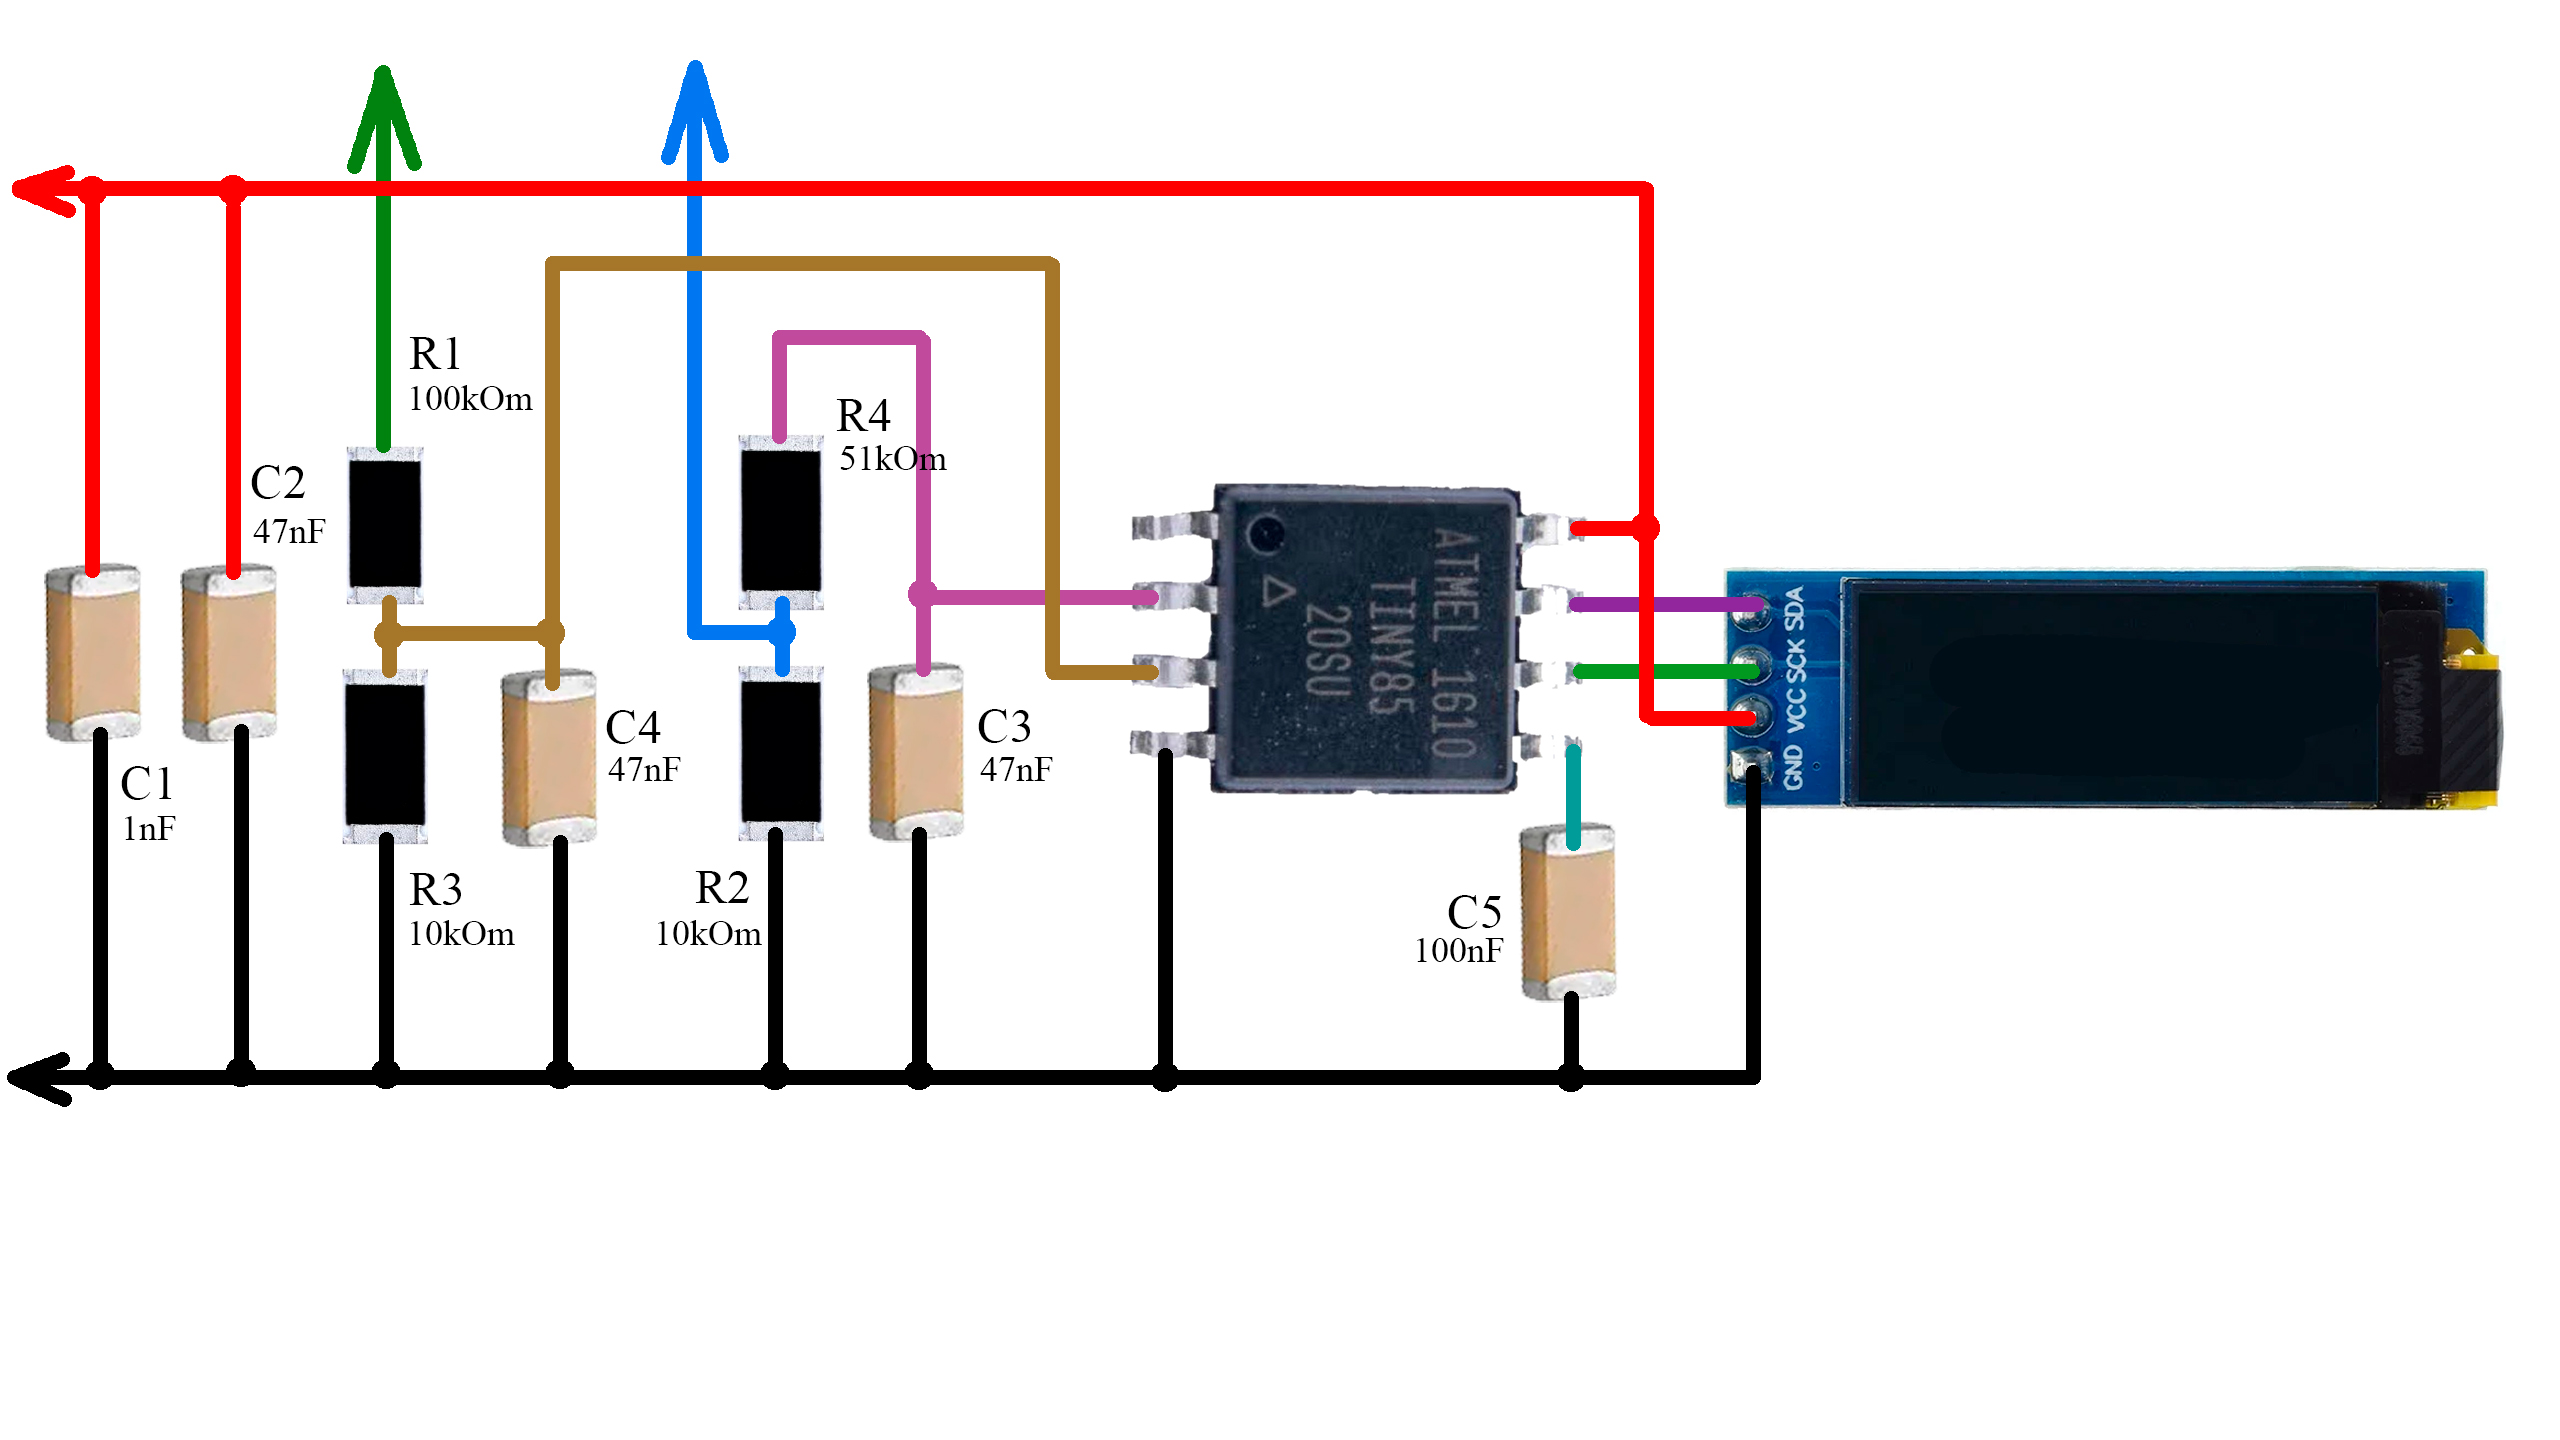 R1
100kOm
R4
51kOm
C2
47nF
ATMEL 1610
TINY85
20SU
SDA
SCK
VCC
GND
C4
47nF
C3
47nF
C1
1nF
R3
10kOm
R2
10kOm
C5
100nF